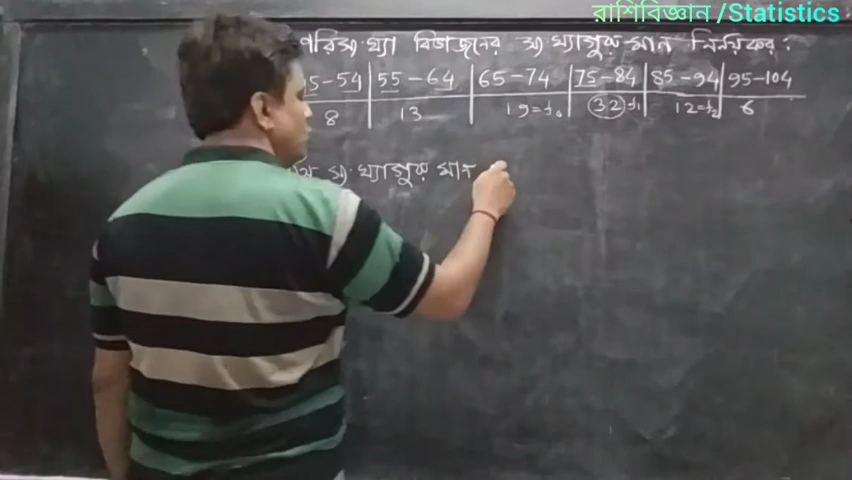 রাশিবিজ্ঞান /Statistics
পরিসংখ্যা বিভাজনের সংখ্যাগুরু মান নির্ণয় কর:
5-54 55-64 65-74 75-84 85-94 95-104
8 13 19=f₀ 32=f₁ 12=f₂ 6
সংখ্যাগুরু মান